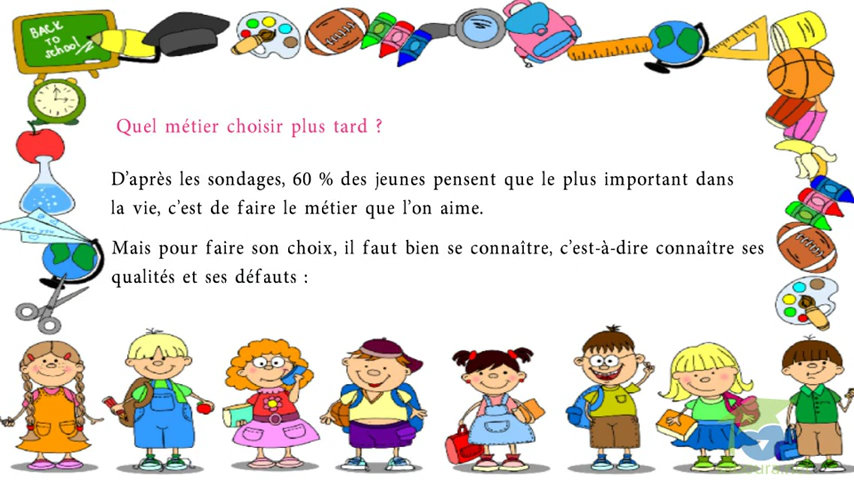 BACK
TO
school!
Quel métier choisir plus tard ?
D'après les sondages, 60 % des jeunes pensent que le plus important dans
la vie, c'est de faire le métier que l'on aime.
Mais pour faire son choix, il faut bien se connaître, c'est-à-dire connaître ses
qualités et ses défauts :